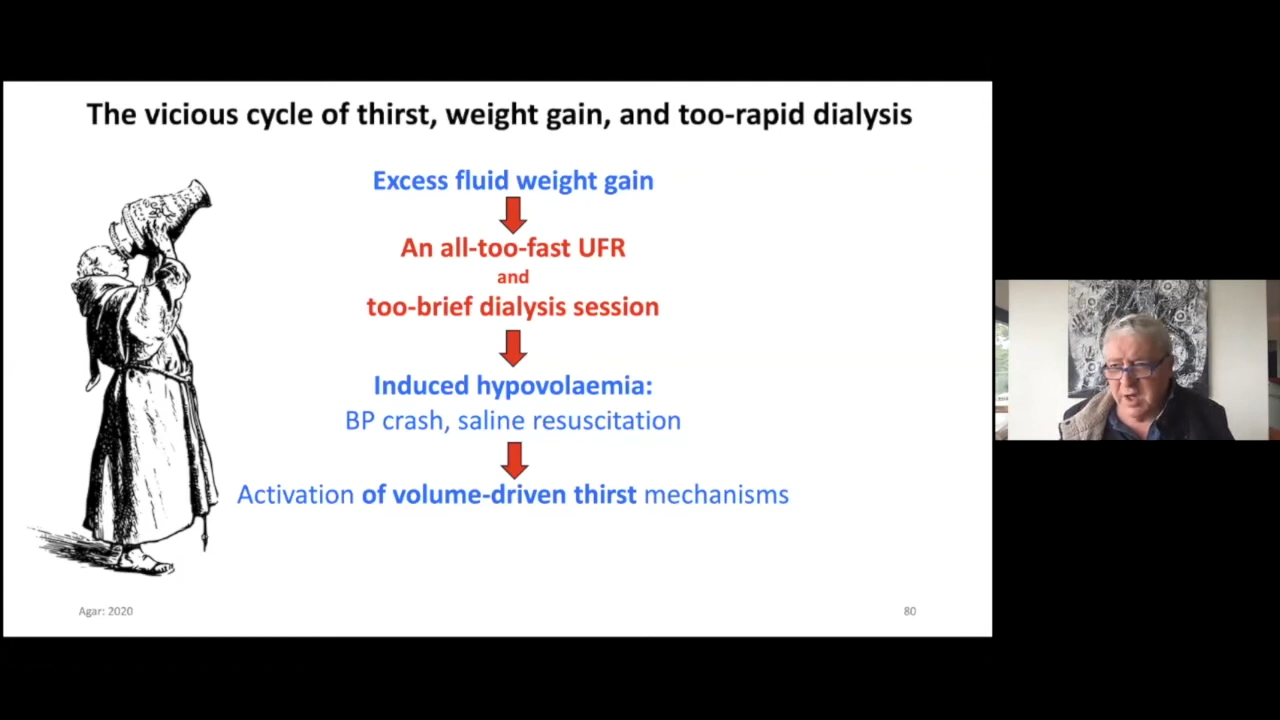 The vicious cycle of thirst, weight gain, and too-rapid dialysis
Excess fluid weight gain
An all-too-fast UFR
and
too-brief dialysis session
Induced hypovolaemia:
BP crash, saline resuscitation
Activation of volume-driven thirst mechanisms
Agar: 2020
80